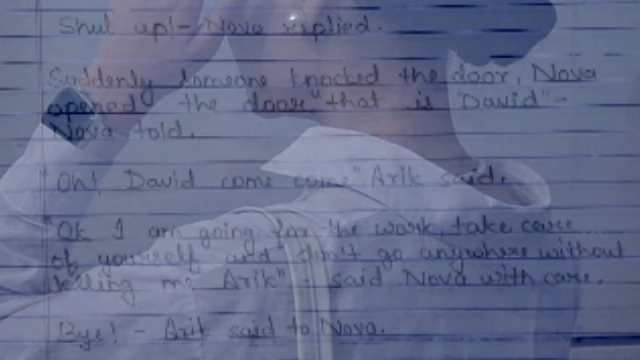 Shut up!- Nova replied.
Suddenly someone knocked the door, Nova
opened the door "that is "David"-
Nova told.
"Oh! David come come" Arik said.
"Ok I am going for the work, take care
of yourself and don't go anywhere without
telling me Arik" - said Nova with care.
Bye! - Arik said to Nova.